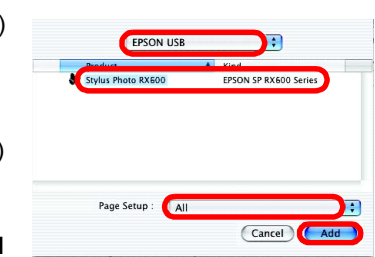 )
EPSON USB
Product Kind
Stylus Photo RX600 EPSON SP RX600 Series
)
Page Setup : All
Cancel Add